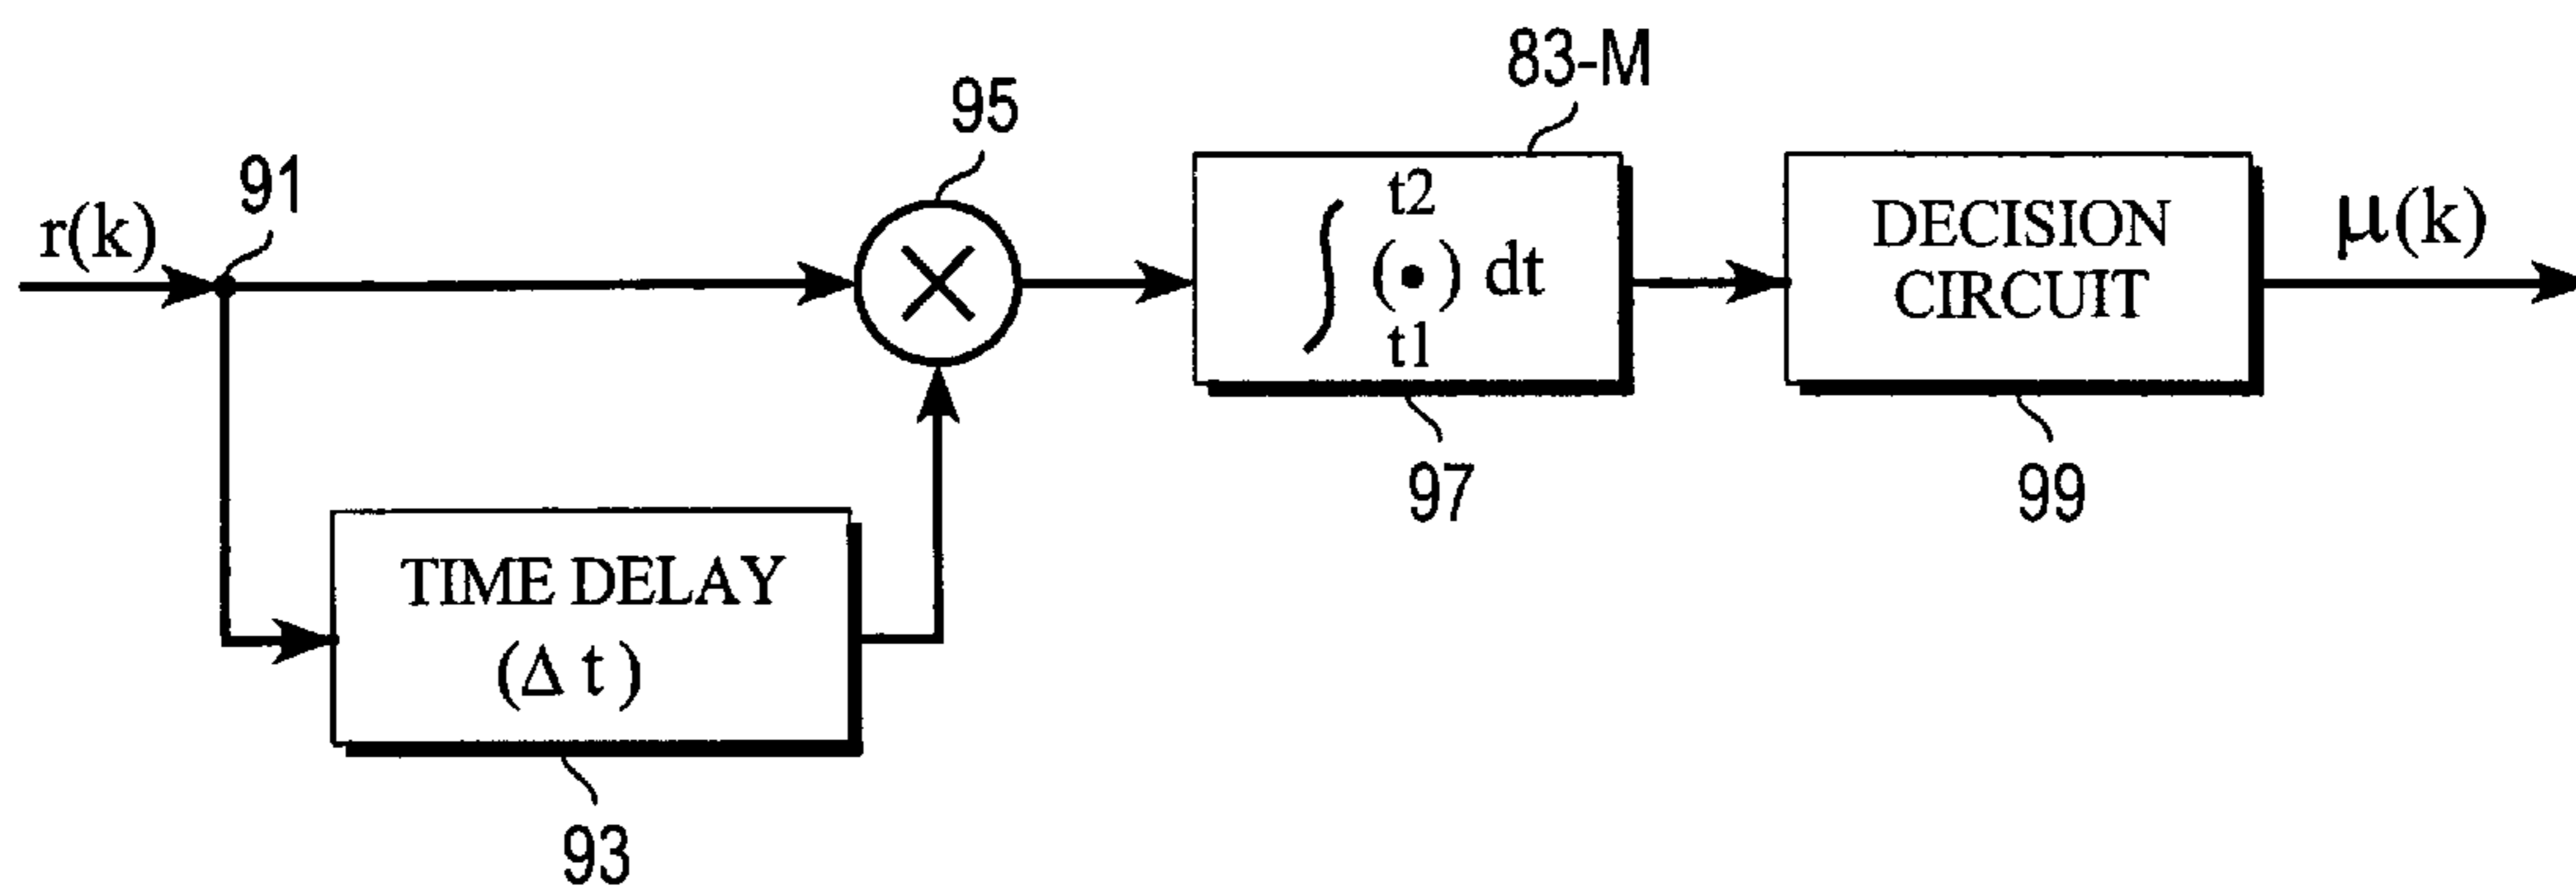 83-M
95
91
r(k)
t2
∫ (•) dt
t1
DECISION
CIRCUIT
μ(k)
97
99
TIME DELAY
(Δ t)
93